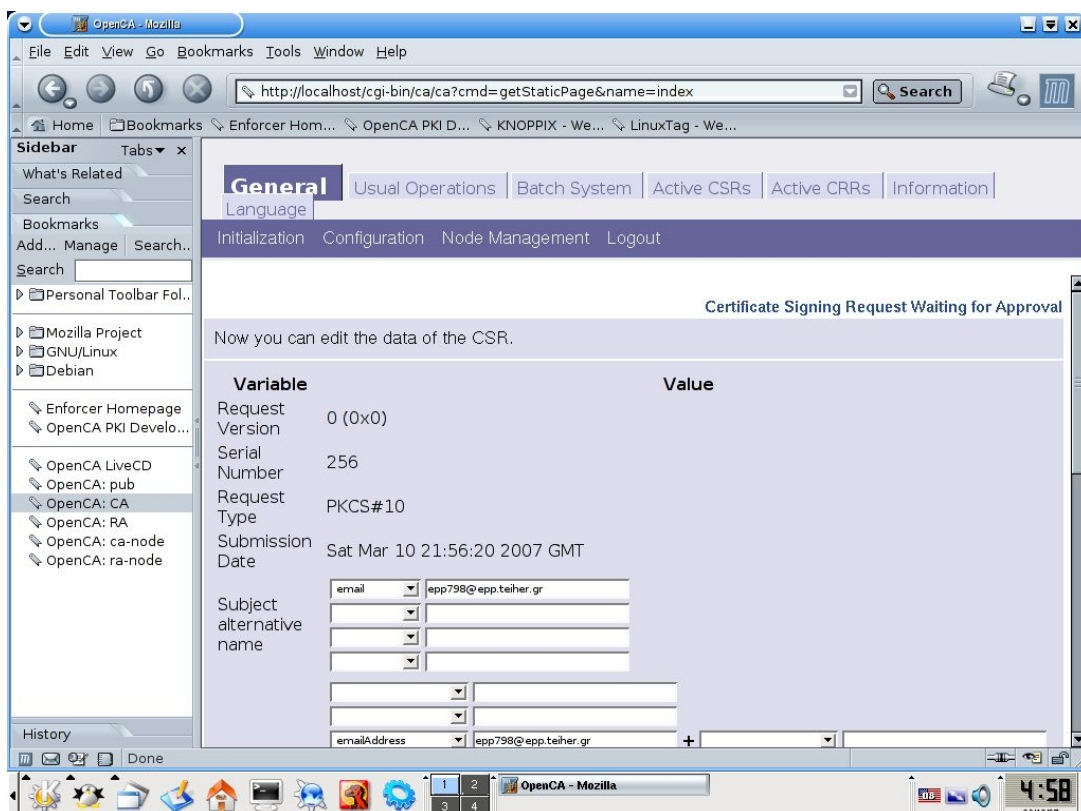 OpenCA - Mozilla
File Edit View Go Bookmarks Tools Window Help
http://localhost/cgi-bin/ca/ca?cmd=getStaticPage&name=index
Search
Home Bookmarks Enforcer Hom... OpenCA PKI D... KNOPPIX - We... LinuxTag - We...
Sidebar Tabs x
What's Related
Search
Bookmarks
Add... Manage Search..
Search
Personal Toolbar Fol..
Mozilla Project
GNU/Linux
Debian
Enforcer Homepage
OpenCA PKI Develo...
OpenCA LiveCD
OpenCA: pub
OpenCA: CA
OpenCA: RA
OpenCA: ca-node
OpenCA: ra-node
History
General Usual Operations Batch System Active CSRs Active CRRs Information
Language
Initialization Configuration Node Management Logout
Certificate Signing Request Waiting for Approval
Now you can edit the data of the CSR.
Variable Value
Request Version 0 (0x0)
Serial Number 256
Request Type PKCS#10
Submission Date Sat Mar 10 21:56:20 2007 GMT
Subject alternative name email epp798@epp.teiher.gr
emailAddress epp798@epp.teiher.gr +
Done
1 2
3 4
OpenCA - Mozilla
us
4:58